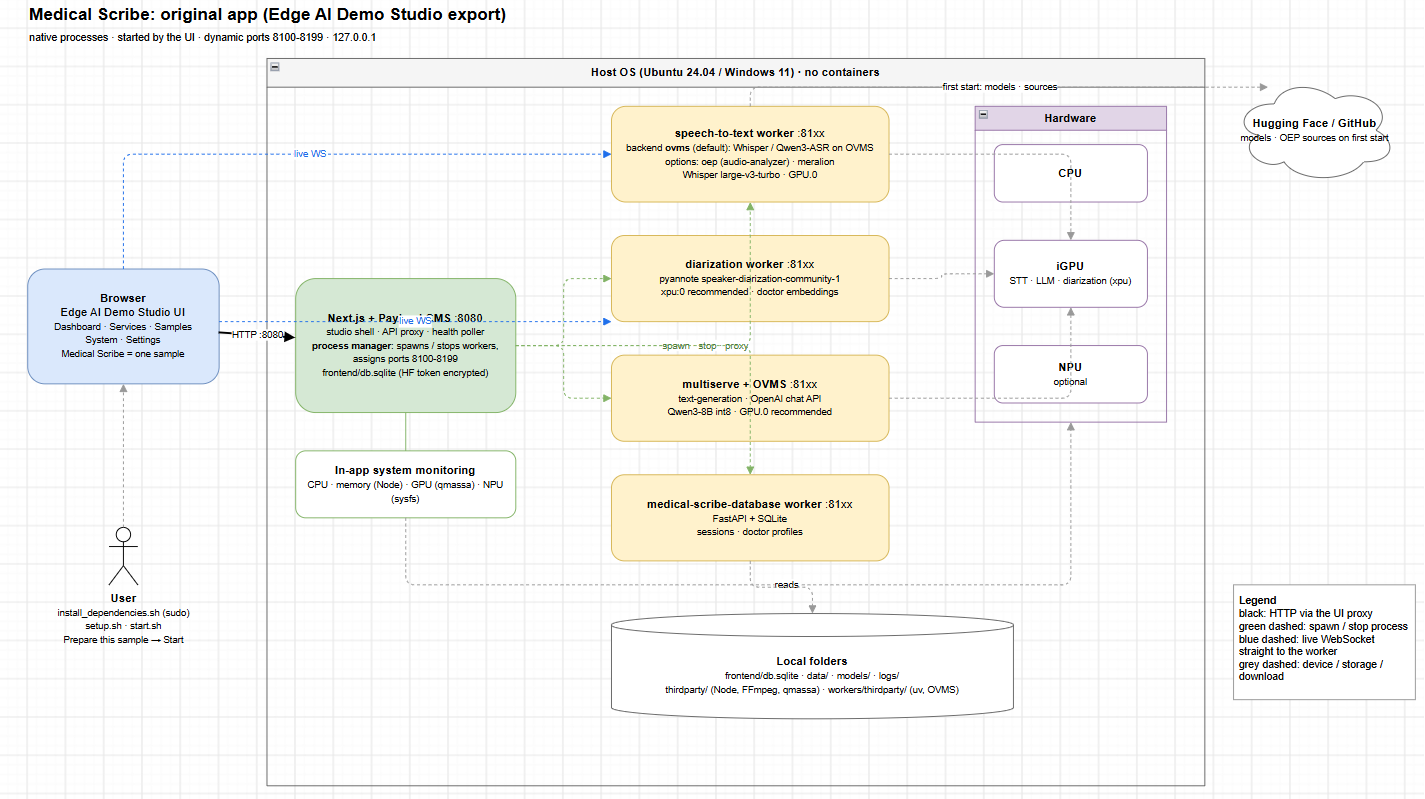 Medical Scribe: original app (Edge AI Demo Studio export)
native processes · started by the UI · dynamic ports 8100-8199 · 127.0.0.1
Host OS (Ubuntu 24.04 / Windows 11) · no containers
first start: models · sources
Hugging Face / GitHub
models · OEP sources on first start
speech-to-text worker :81xx
backend ovms (default): Whisper / Qwen3-ASR on OVMS
options: oep (audio-analyzer) · meralion
Whisper large-v3-turbo · GPU.0
Hardware
CPU
iGPU
STT · LLM · diarization (xpu)
NPU
optional
live WS
diarization worker :81xx
pyannote speaker-diarization-community-1
xpu:0 recommended · doctor embeddings
Browser
Edge AI Demo Studio UI
Dashboard · Services · Samples
System · Settings
Medical Scribe = one sample
HTTP :8080
Next.js + CMS :8080
live WS
studio shell · API proxy · health poller
process manager: spawns / stops workers,
assigns ports 8100-8199
frontend/db.sqlite (HF token encrypted)
spawn · stop · proxy
multiserve + OVMS :81xx
text-generation · OpenAI chat API
Qwen3-8B int8 · GPU.0 recommended
In-app system monitoring
CPU · memory (Node) · GPU (qmassa) · NPU
(sysfs)
medical-scribe-database worker :81xx
FastAPI + SQLite
sessions · doctor profiles
reads
User
install_dependencies.sh (sudo)
setup.sh · start.sh
Prepare this sample → Start
Local folders
frontend/db.sqlite · data/ · models/ · logs/
thirdparty/ (Node, FFmpeg, qmassa) · workers/thirdparty/ (uv, OVMS)
Legend
black: HTTP via the UI proxy
green dashed: spawn / stop process
blue dashed: live WebSocket
straight to the worker
grey dashed: device / storage /
download